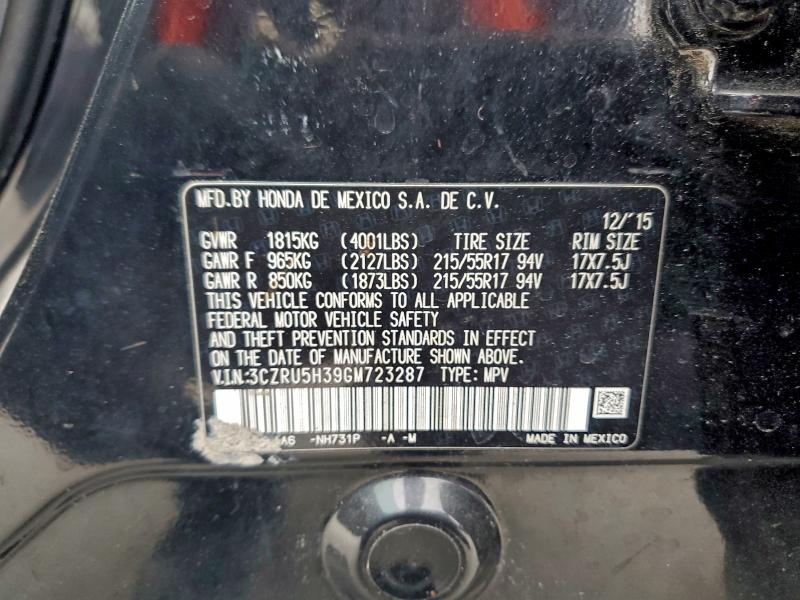 MFD.BY HONDA DE MEXICO S.A. DE C.V.
12/'15
GVWR 1815KG (4001LBS) TIRE SIZE RIM SIZE
GAWR F 965KG (2127LBS) 215/55R17 94V 17X7.5J
GAWR R 850KG (1873LBS) 215/55R17 94V 17X7.5J
THIS VEHICLE CONFORMS TO ALL APPLICABLE
FEDERAL MOTOR VEHICLE SAFETY
AND THEFT PREVENTION STANDARDS IN EFFECT
ON THE DATE OF MANUFACTURE SHOWN ABOVE.
V.I.N.:3CZRU5H39GM723287 TYPE: MPV
A6 -NH731P -A -M MADE IN MEXICO